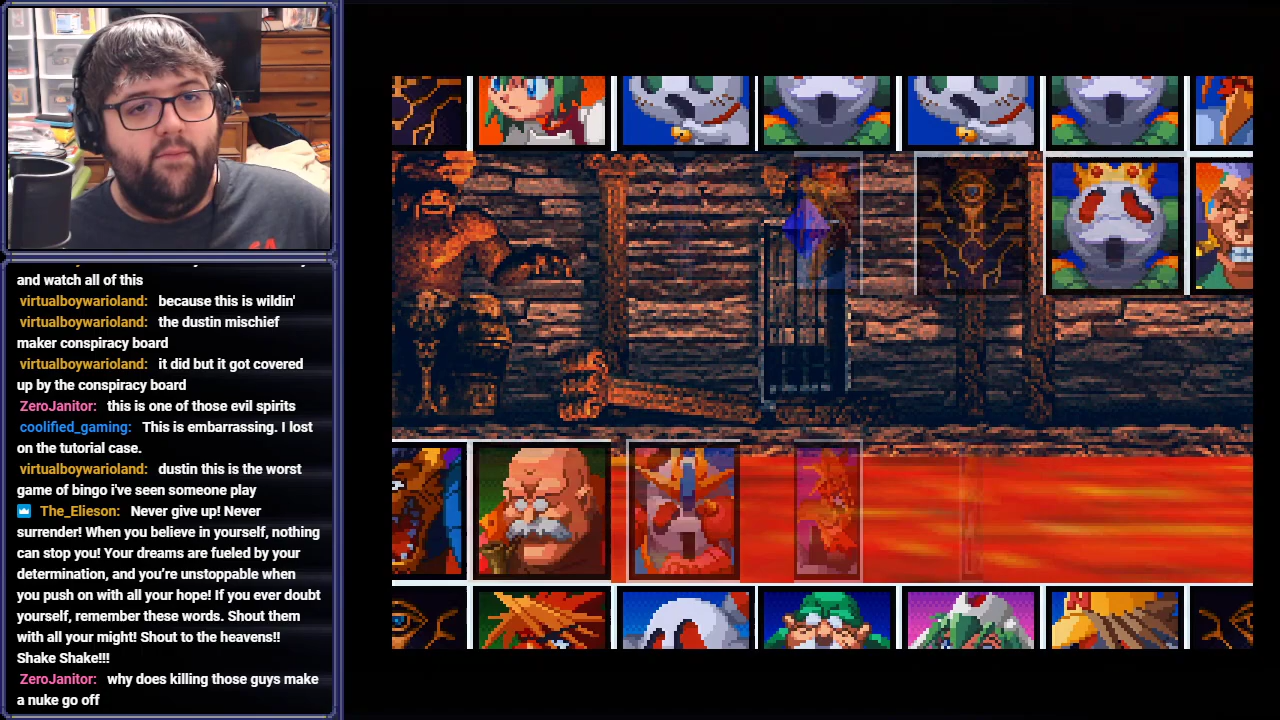 and watch all of this
virtualboywarioland: because this is wildin'
virtualboywarioland: the dustin mischief
maker conspiracy board
virtualboywarioland: it did but it got covered
up by the conspiracy board
ZeroJanitor: this is one of those evil spirits
coolified_gaming: This is embarrassing. I lost
on the tutorial case.
virtualboywarioland: dustin this is the worst
game of bingo i've seen someone play
The_Elieson: Never give up! Never
surrender! When you believe in yourself, nothing
can stop you! Your dreams are fueled by your
determination, and you're unstoppable when
you push on with all your hope! If you ever doubt
yourself, remember these words. Shout them
with all your might! Shout to the heavens!!
Shake Shake!!!
ZeroJanitor: why does killing those guys make
a nuke go off